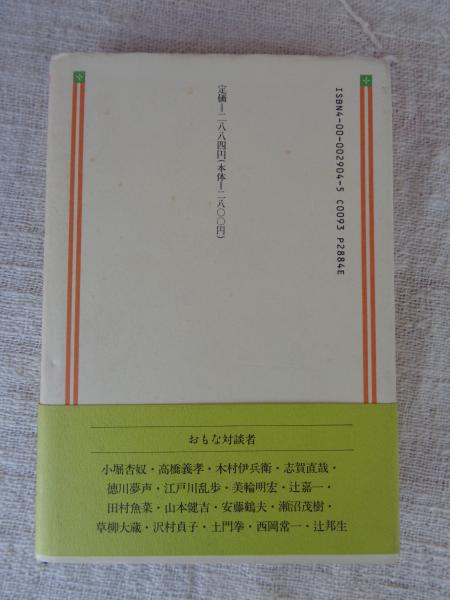 ISBN4-00-002904-5 C0093 P2884E
定価=二八八四円(本体=二八〇〇円)
おもな対談者
小堀杏奴・高橋義孝・木村伊兵衛・志賀直哉・
徳川夢声・江戸川乱歩・美輪明宏・辻嘉一・
田村魚菜・山本健吉・安藤鶴夫・瀬沼茂樹・
草柳大蔵・沢村貞子・土門拳・西岡常一・辻邦生